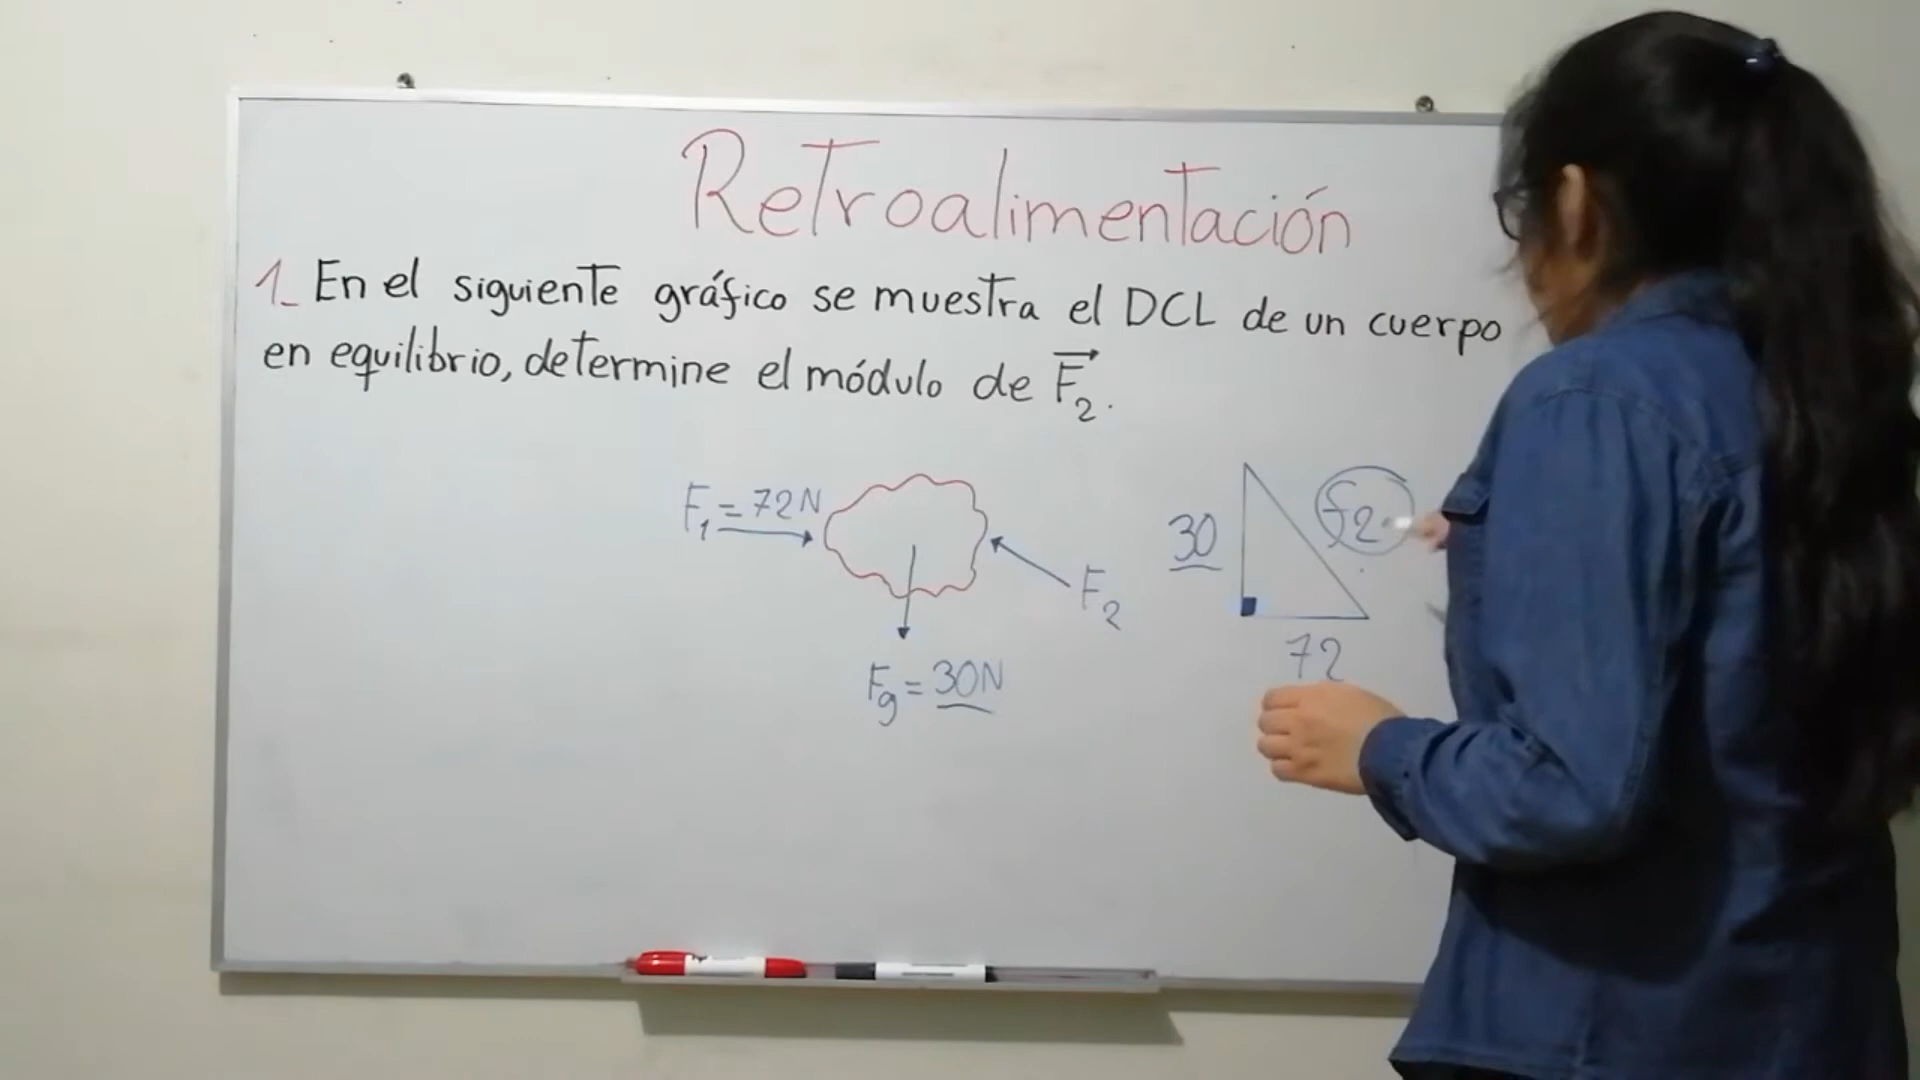 Retroalimentación
1_ En el siguiente gráfico se muestra el DCL de un cuerpo
en equilibrio, determine el módulo de F₂.
F₁ = 72N
F₂
Fg = 30N
30
f2
72